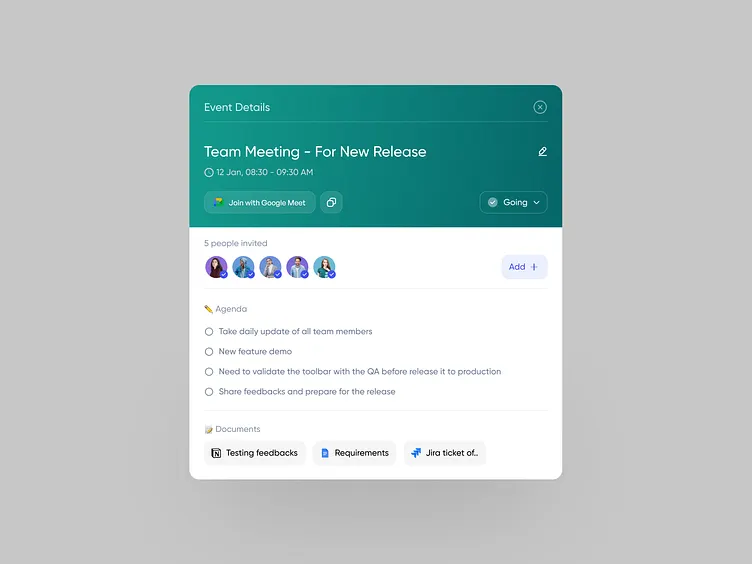 Event Details
Team Meeting - For New Release
12 Jan, 08:30 - 09:30 AM
Join with Google Meet
Going
5 people invited
Add +
Agenda
Take daily update of all team members
New feature demo
Need to validate the toolbar with the QA before release it to production
Share feedbacks and prepare for the release
Documents
Testing feedbacks
Requirements
Jira ticket of..